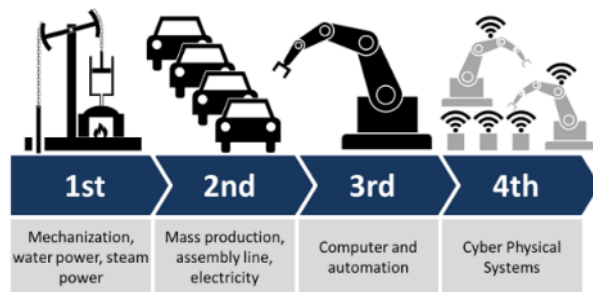 1st
2nd
3rd
4th
Mechanization,
water power, steam
power
Mass production,
assembly line,
electricity
Computer and
automation
Cyber Physical
Systems